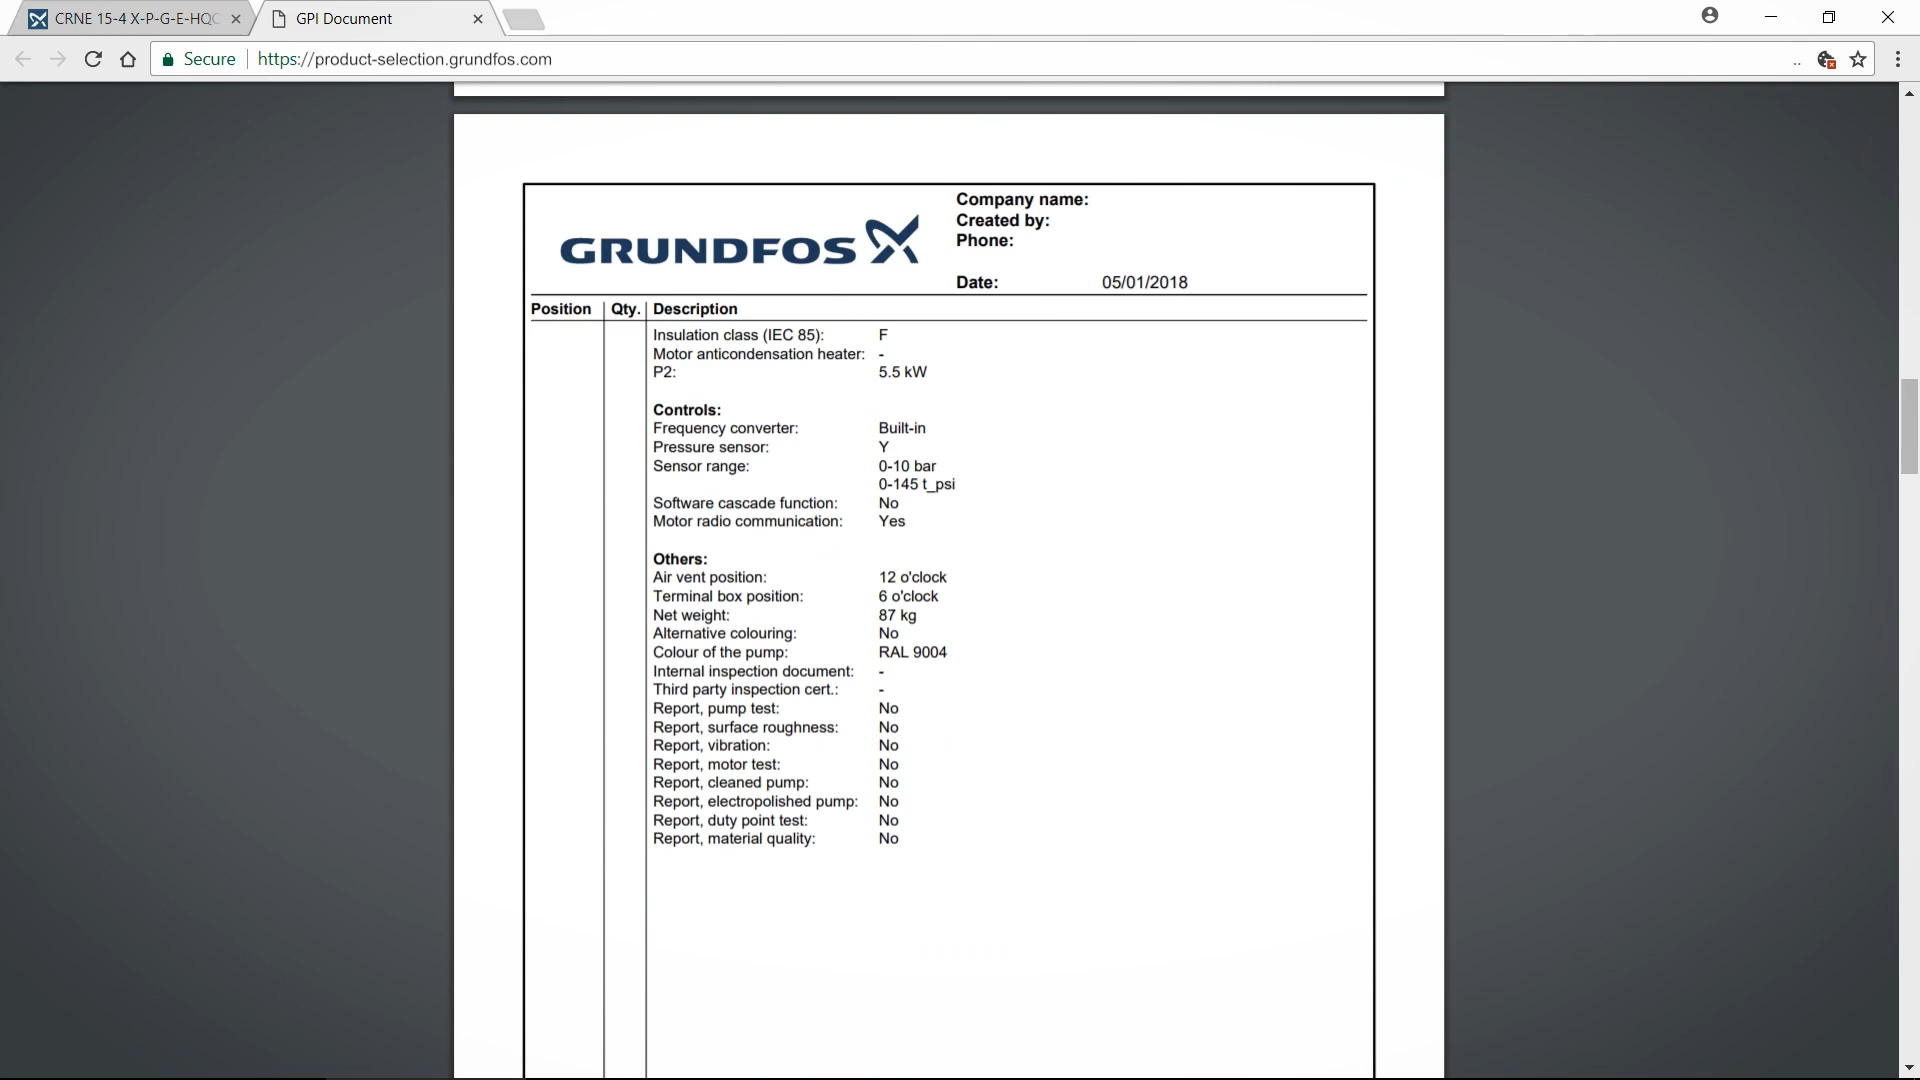 CRNE 15-4 X-P-G-E-HQC
GPI Document
Secure https://product-selection.grundfos.com
GRUNDFOS
Company name:
Created by:
Phone:
Date: 05/01/2018
Position Qty. Description
Insulation class (IEC 85): F
Motor anticondensation heater: -
P2: 5.5 kW
Controls:
Frequency converter: Built-in
Pressure sensor: Y
Sensor range: 0-10 bar
0-145 t_psi
Software cascade function: No
Motor radio communication: Yes
Others:
Air vent position: 12 o'clock
Terminal box position: 6 o'clock
Net weight: 87 kg
Alternative colouring: No
Colour of the pump: RAL 9004
Internal inspection document: -
Third party inspection cert.: -
Report, pump test: No
Report, surface roughness: No
Report, vibration: No
Report, motor test: No
Report, cleaned pump: No
Report, electropolished pump: No
Report, duty point test: No
Report, material quality: No